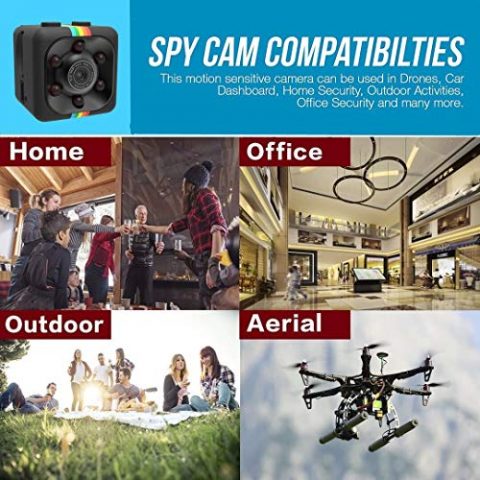 SPY CAM COMPATIBILTIES
This motion sensitive camera can be used in Drones, Car
Dashboard, Home Security, Outdoor Activities,
Office Security and many more.
Home
Office
Outdoor
Aerial